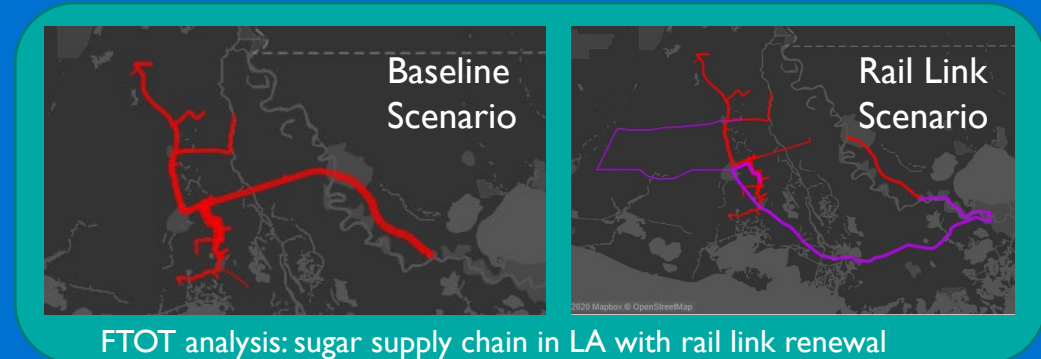 Baseline
Scenario
Rail Link
Scenario
2020 Mapbox © OpenStreetMap
FTOT analysis: sugar supply chain in LA with rail link renewal